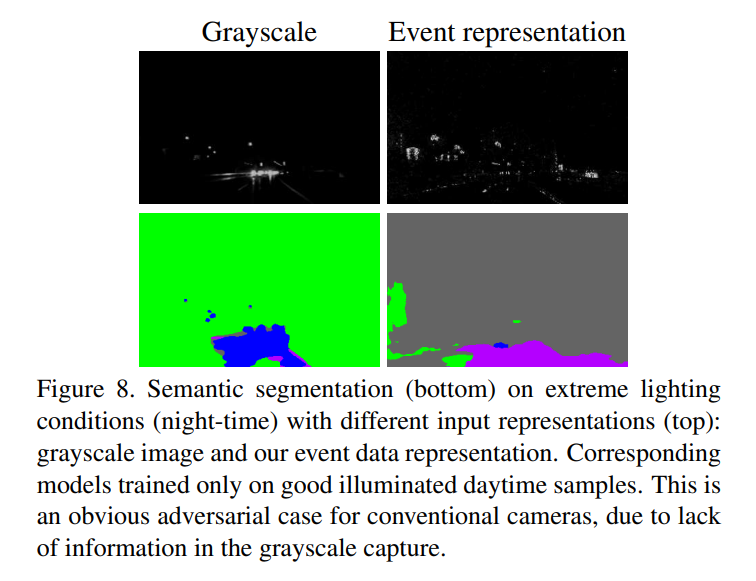 Grayscale
Event representation
Figure 8. Semantic segmentation (bottom) on extreme lighting
conditions (night-time) with different input representations (top):
grayscale image and our event data representation. Corresponding
models trained only on good illuminated daytime samples. This is
an obvious adversarial case for conventional cameras, due to lack
of information in the grayscale capture.